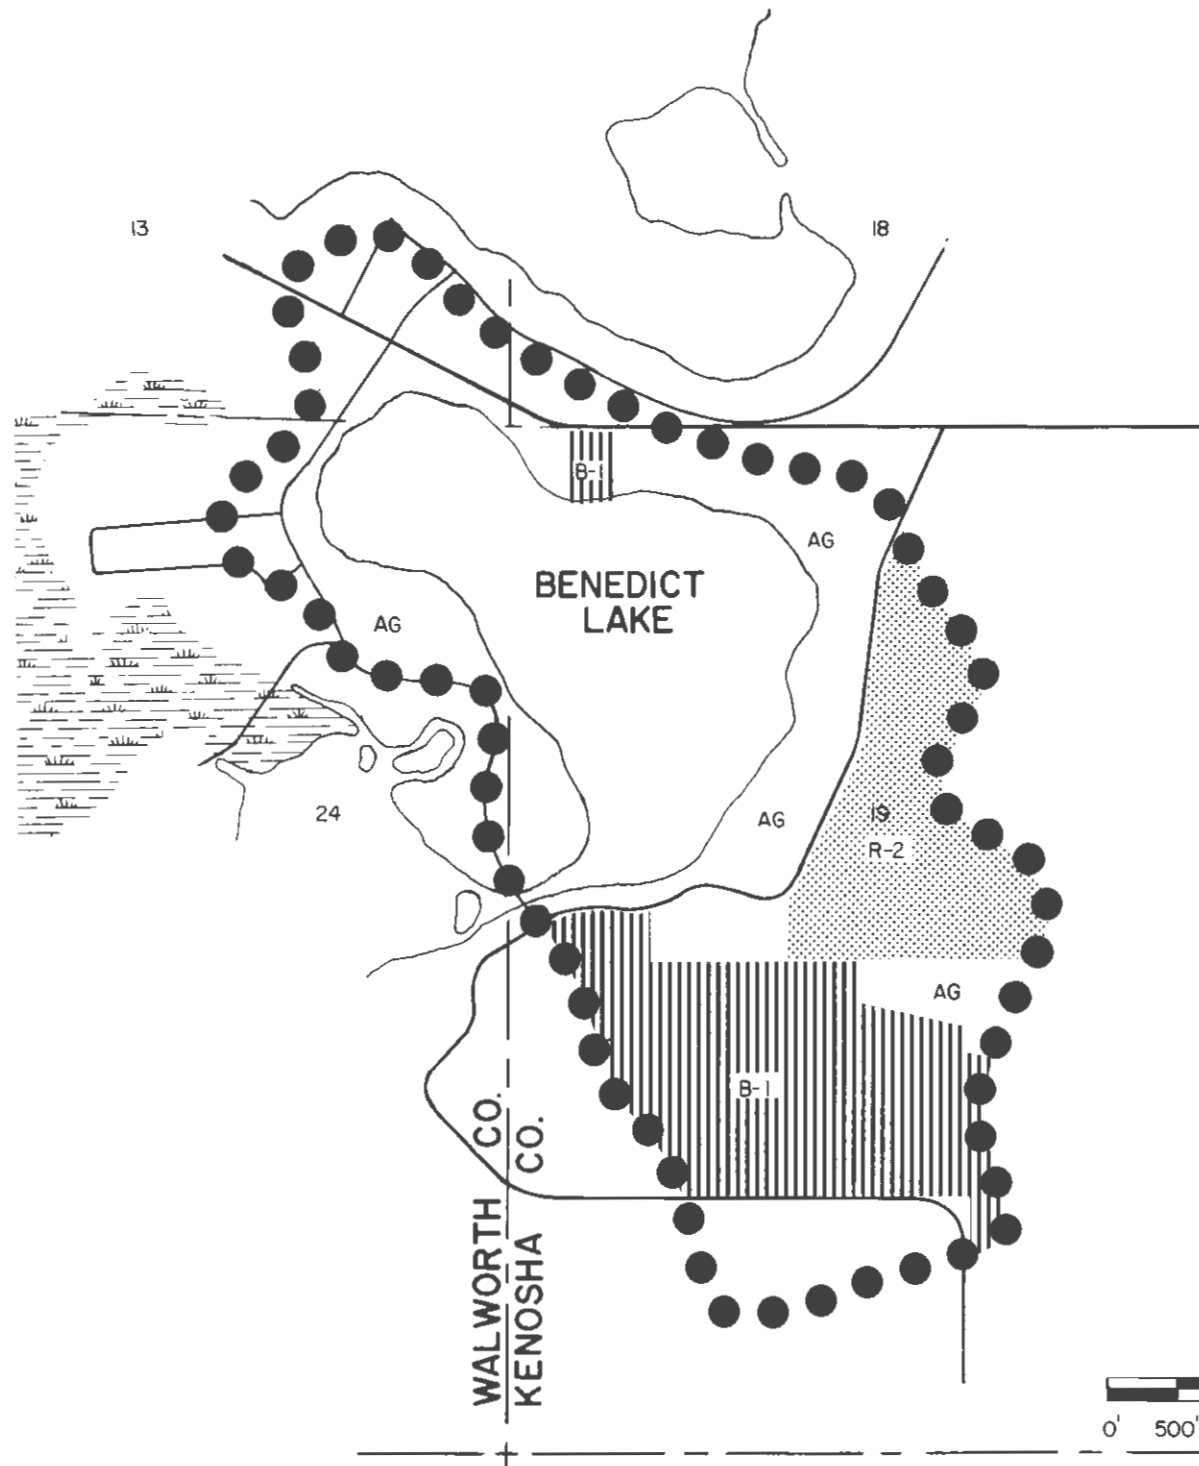 13
18
B-1
AG
BENEDICT
LAKE
AG
24
AG
19
R-2
AG
B-1
WALWORTH CO.
KENOSHA CO.
0' 500'